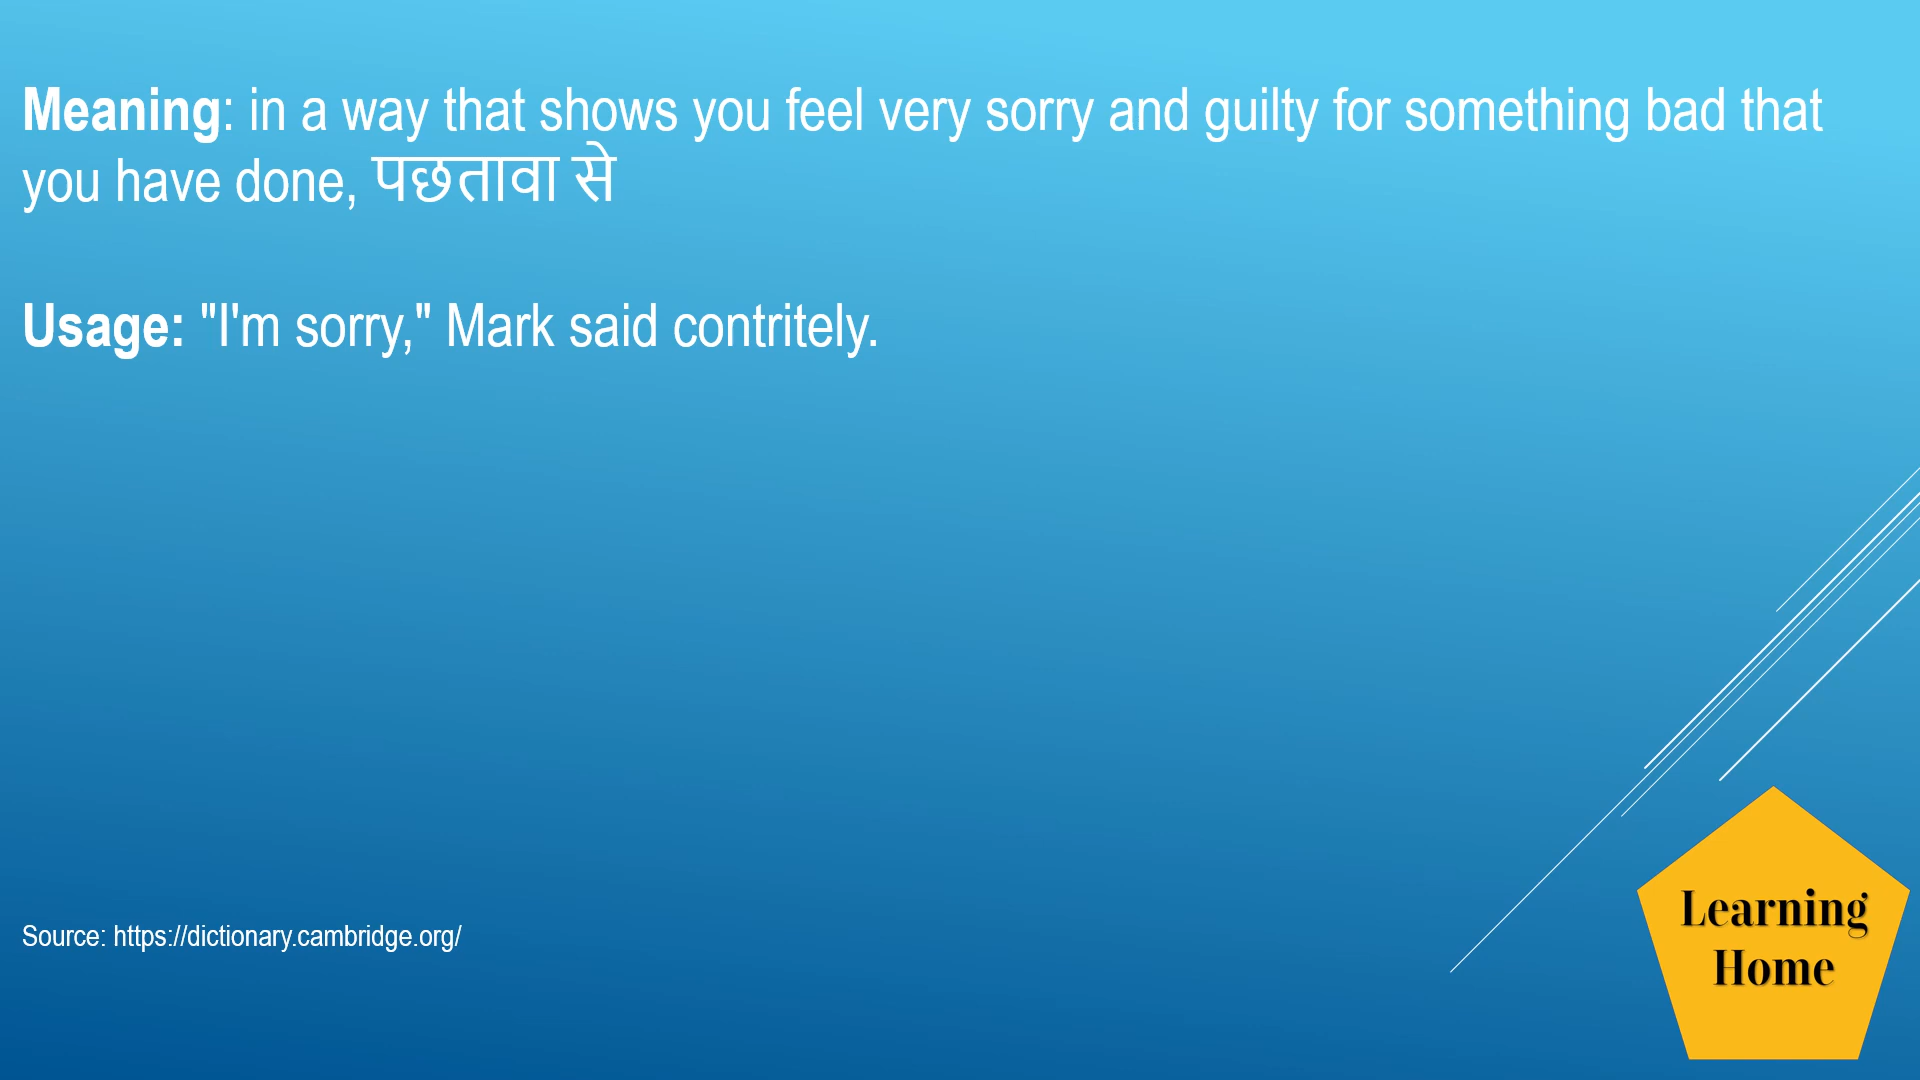 Meaning: in a way that shows you feel very sorry and guilty for something bad that
you have done, पछतावा से
Usage: "I'm sorry," Mark said contritely.
Source: https://dictionary.cambridge.org/
Learning
Home